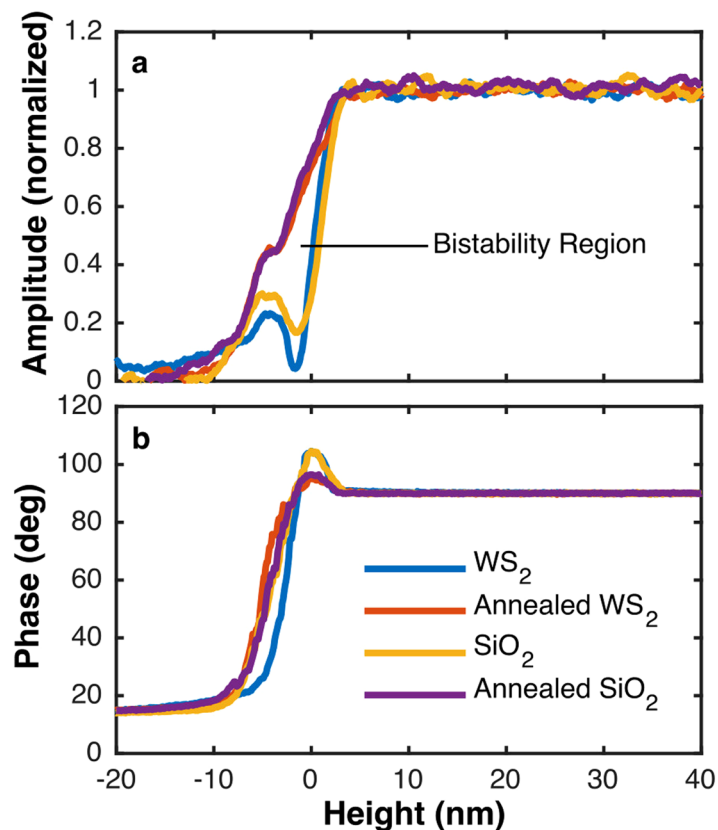 a
Amplitude (normalized)
1.2
1
0.8
0.6
0.4
0.2
0
Bistability Region
b
Phase (deg)
120
100
80
60
40
20
0
WS₂
Annealed WS₂
SiO₂
Annealed SiO₂
-20 -10 0 10 20 30 40
Height (nm)